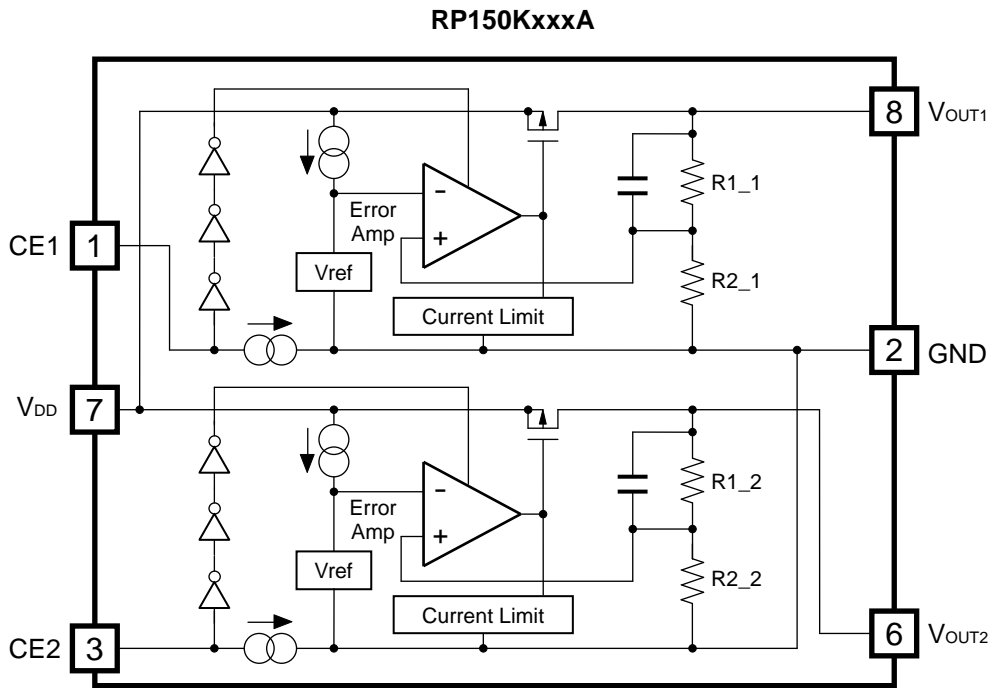 RP150KxxxA
8 VOUT1
R1_1
Error
Amp
−
+
CE1 1
Vref
R2_1
Current Limit
2 GND
VDD 7
R1_2
Error
Amp
−
+
Vref
R2_2
Current Limit
CE2 3
6 VOUT2